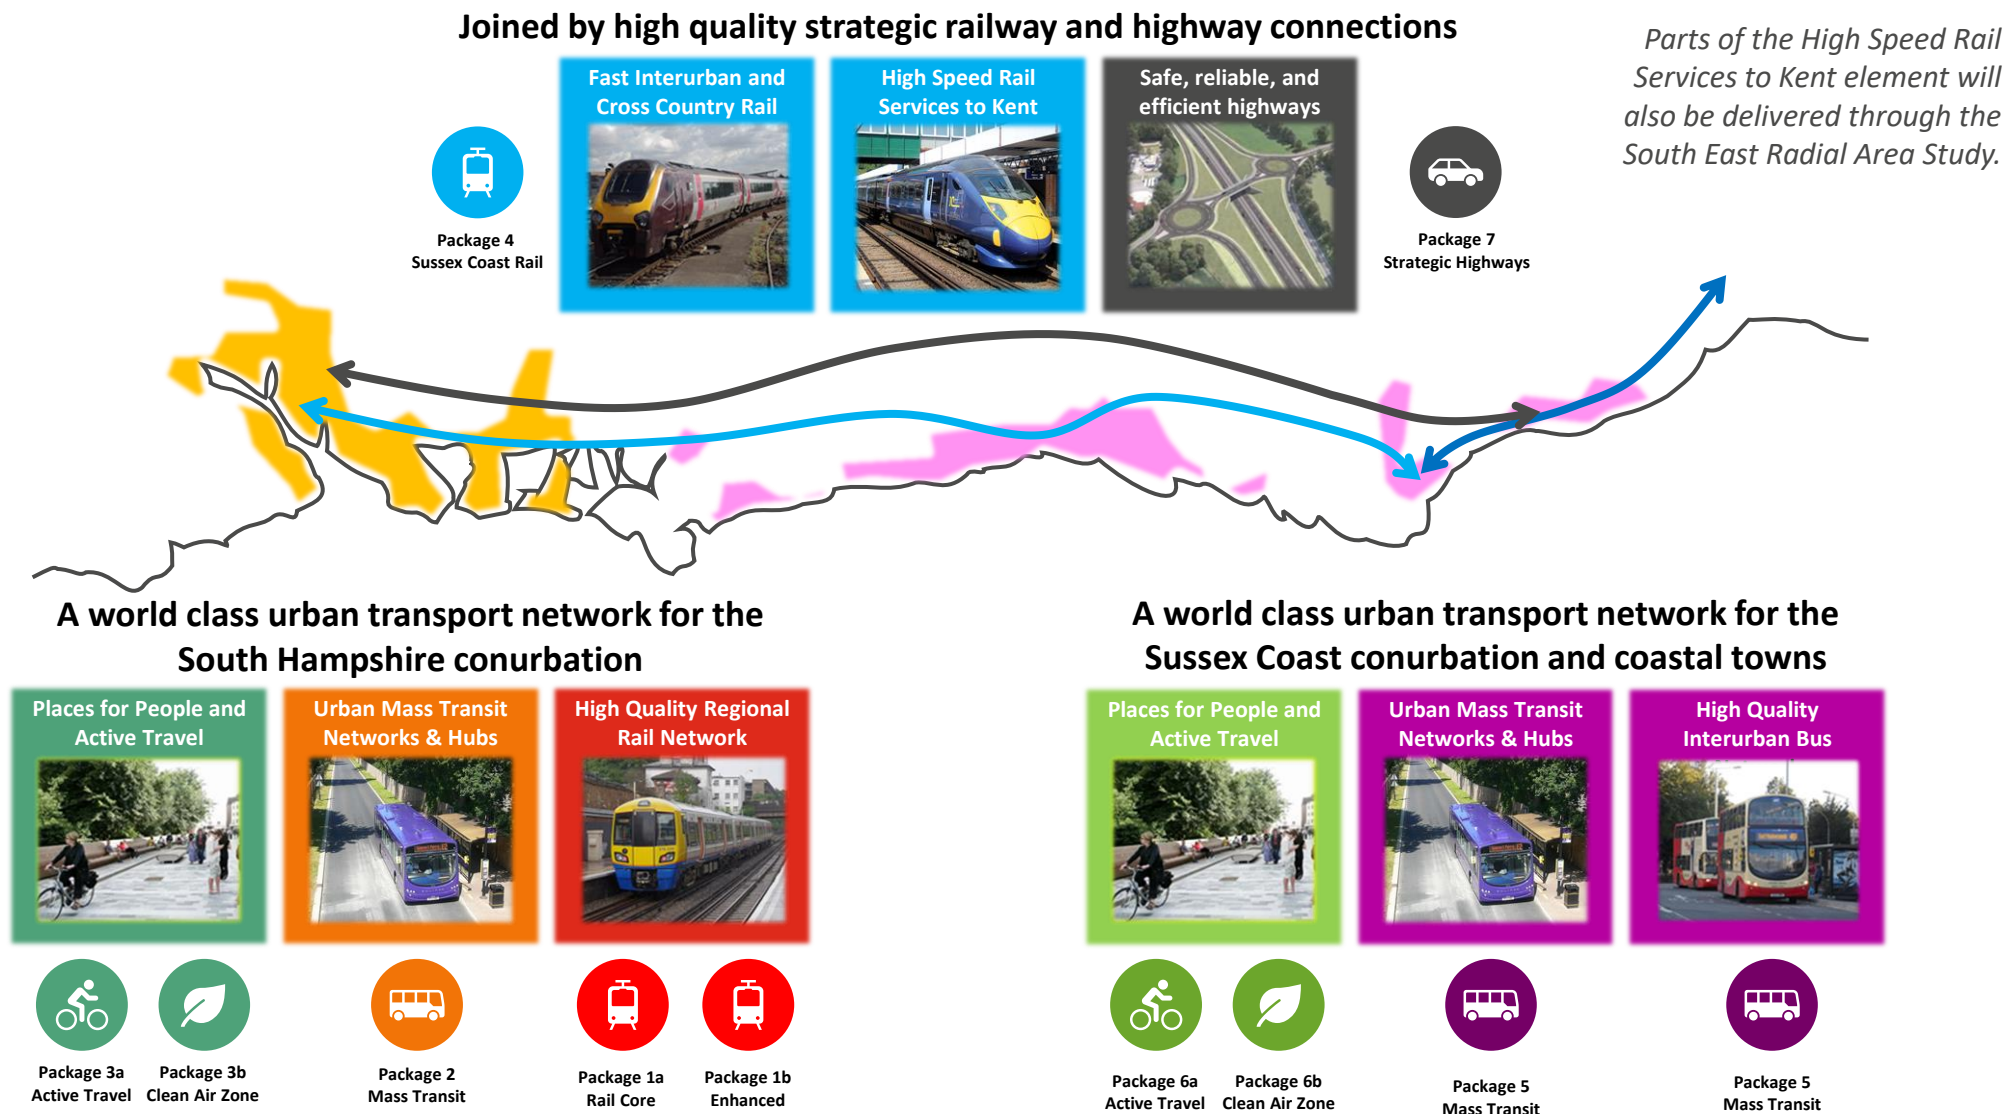 Joined by high quality strategic railway and highway connections
Parts of the High Speed Rail
Services to Kent element will
also be delivered through the
South East Radial Area Study.
Fast Interurban and
Cross Country Rail
High Speed Rail
Services to Kent
Safe, reliable, and
efficient highways
Package 4
Sussex Coast Rail
Package 7
Strategic Highways
A world class urban transport network for the
South Hampshire conurbation
Places for People and
Active Travel
Urban Mass Transit
Networks & Hubs
High Quality Regional
Rail Network
Package 3a
Active Travel
Package 3b
Clean Air Zone
Package 2
Mass Transit
Package 1a
Rail Core
Package 1b
Enhanced
A world class urban transport network for the
Sussex Coast conurbation and coastal towns
Places for People and
Active Travel
Urban Mass Transit
Networks & Hubs
High Quality
Interurban Bus
Package 6a
Active Travel
Package 6b
Clean Air Zone
Package 5
Mass Transit
Package 5
Mass Transit